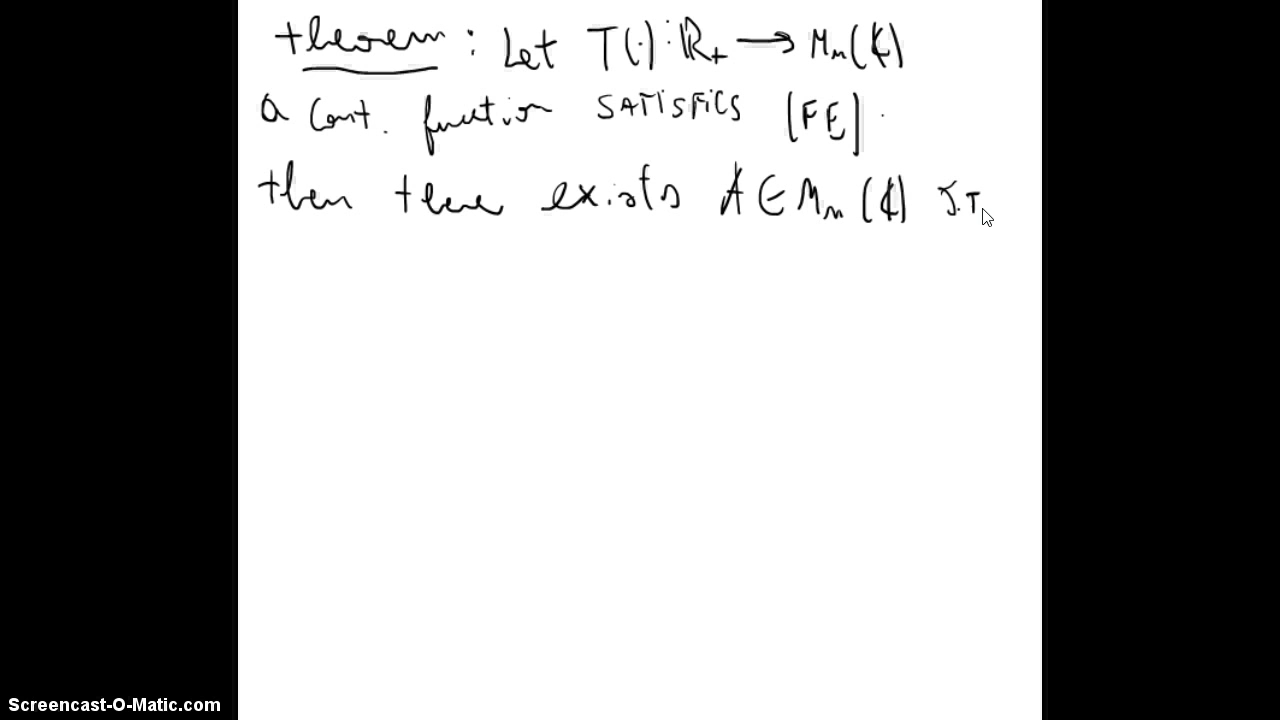 theorem : Let T(·) : ℝ₊ → Mₙ(ℂ)
a cont. function SATISFIES [FE] .
then there exists A ∈ Mₙ(ℂ) S.T
Screencast-O-Matic.com